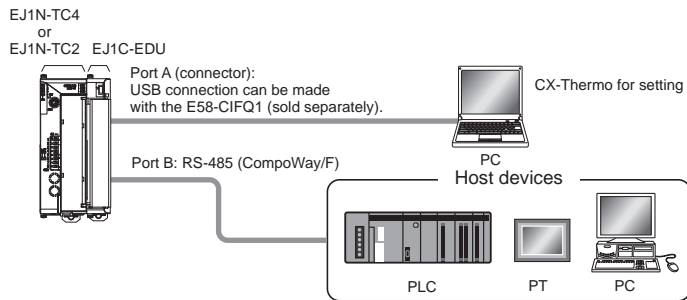 EJ1N-TC4
or
EJ1N-TC2 EJ1C-EDU
Port A (connector):
USB connection can be made
with the E58-CIFQ1 (sold separately).
CX-Thermo for setting
PC
Port B: RS-485 (CompoWay/F)
Host devices
PLC
PT
PC